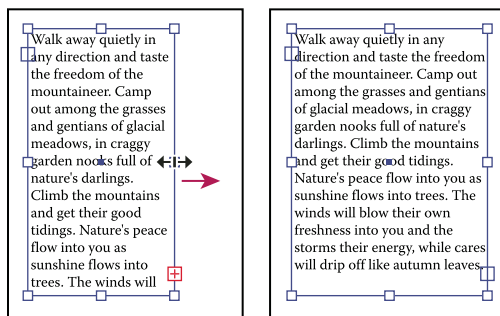 Walk away quietly in
any direction and taste
the freedom of the
mountaineer. Camp
out among the grasses
and gentians of glacial
meadows, in craggy
garden nooks full of
nature's darlings.
Climb the mountains
and get their good
tidings. Nature's peace
flow into you as
sunshine flows into
trees. The winds will
Walk away quietly in any
direction and taste the freedom
of the mountaineer. Camp out
among the grasses and gentians
of glacial meadows, in craggy
garden nooks full of nature's
darlings. Climb the mountains
and get their good tidings.
Nature's peace flow into you as
sunshine flows into trees. The
winds will blow their own
freshness into you and the
storms their energy, while cares
will drip off like autumn leaves.